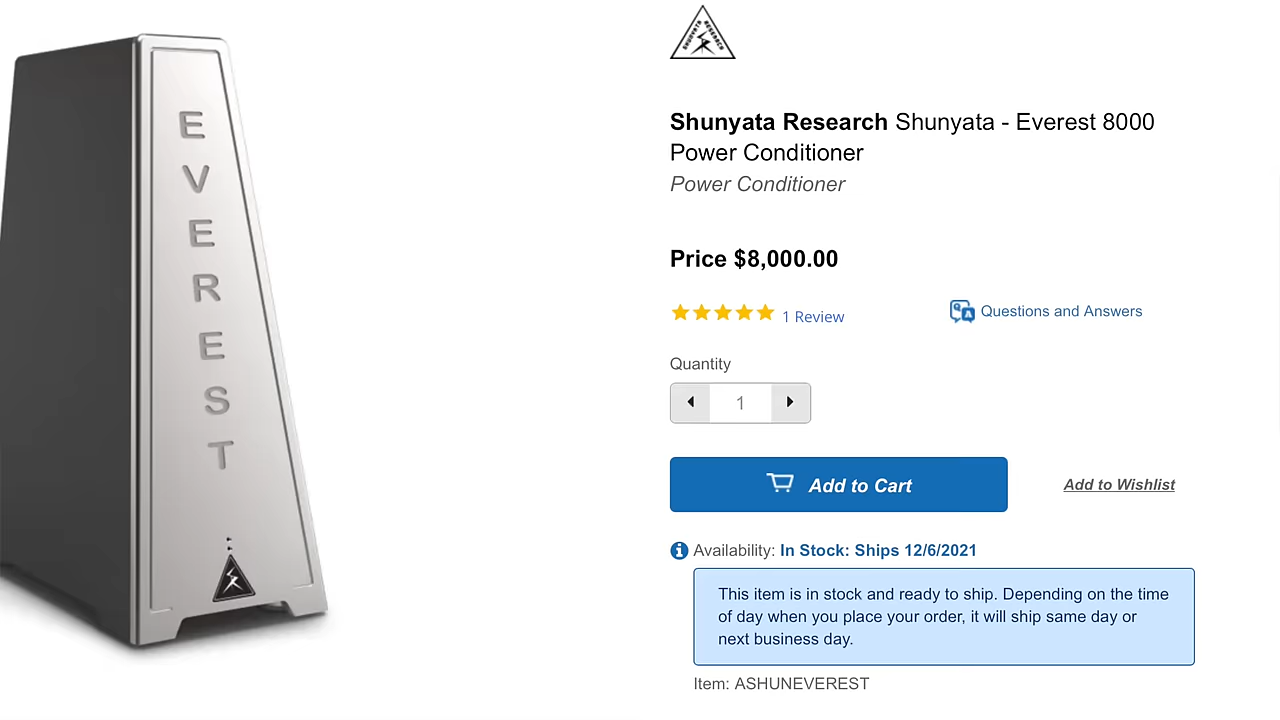 EVEREST
SHUNYATA RESEARCH
Shunyata Research Shunyata - Everest 8000
Power Conditioner
Power Conditioner
Price $8,000.00
1 Review
Questions and Answers
Quantity
1
Add to Cart
Add to Wishlist
Availability: In Stock: Ships 12/6/2021
This item is in stock and ready to ship. Depending on the time
of day when you place your order, it will ship same day or
next business day.
Item: ASHUNEVEREST